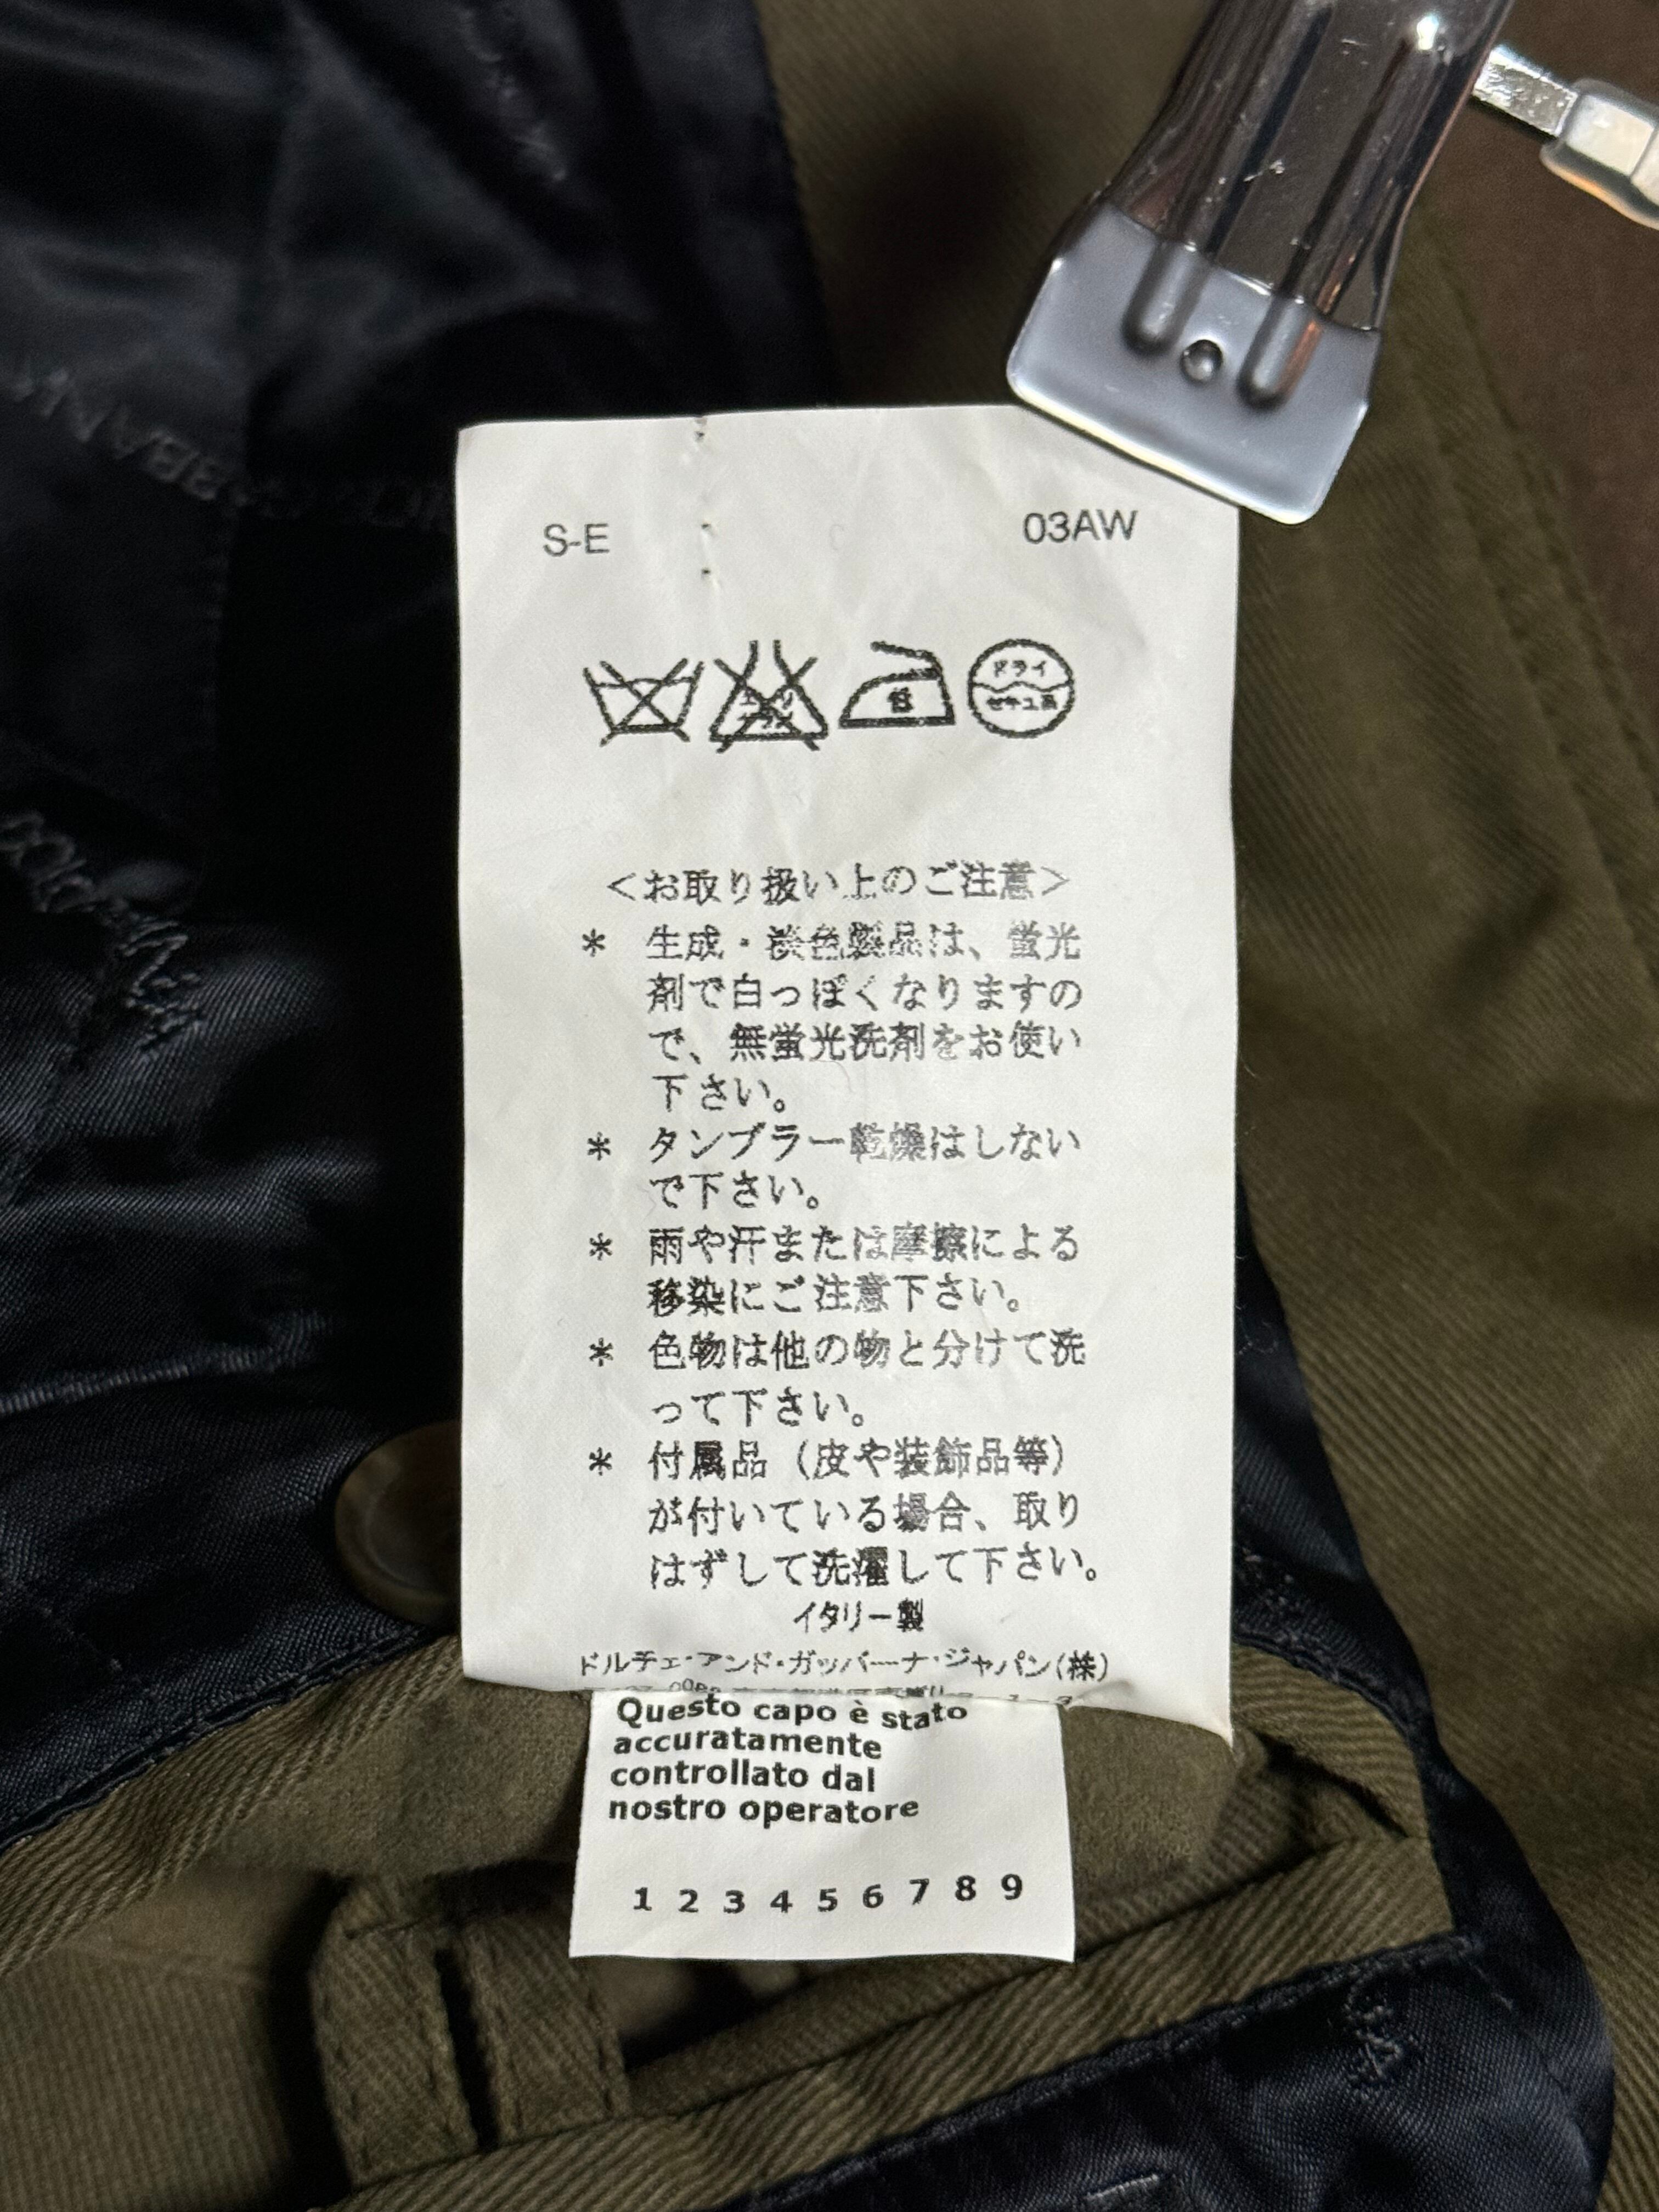 S-E 03AW
ドライ
セキユ系
低
＜お取り扱い上のご注意＞
＊ 生成・淡色製品は、蛍光
剤で白っぽくなりますの
で、無蛍光洗剤をお使い
下さい。
＊ タンブラー乾燥はしない
で下さい。
＊ 雨や汗または摩擦による
移染にご注意下さい。
＊ 色物は他の物と分けて洗
って下さい。
＊ 付属品（皮や装飾品等）
が付いている場合、取り
はずして洗濯して下さい。
イタリー製
ドルチェ・アンド・ガッバーナ・ジャパン(株)
Questo capo è stato
accuratamente
controllato dal
nostro operatore
1 2 3 4 5 6 7 8 9